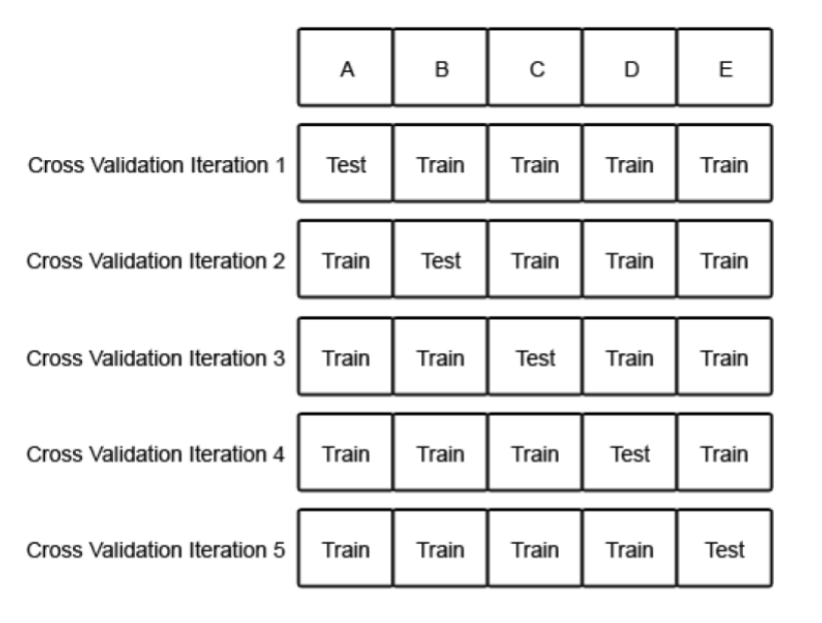 A B C D E
Cross Validation Iteration 1 Test Train Train Train Train
Cross Validation Iteration 2 Train Test Train Train Train
Cross Validation Iteration 3 Train Train Test Train Train
Cross Validation Iteration 4 Train Train Train Test Train
Cross Validation Iteration 5 Train Train Train Train Test